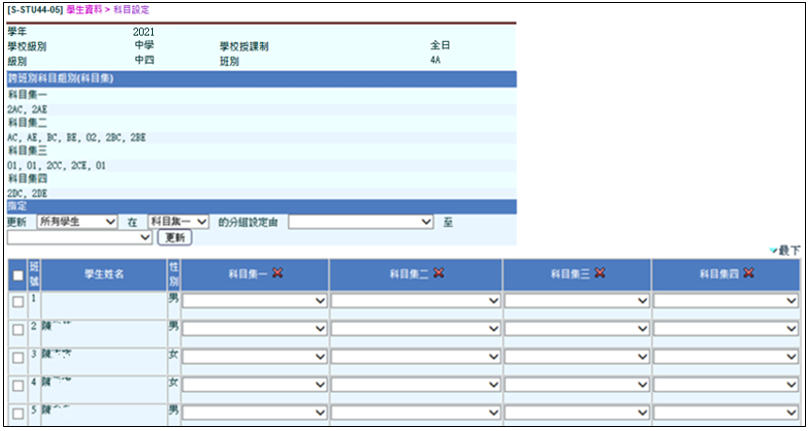 [S-STU44-05] 學生資料 > 科目設定
學年 2021
學校級別 中學 學校授課制 全日
級別 中四 班別 4A
跨班別科目組別(科目集)
科目集一
2AC, 2AE
科目集二
AC, AE, BC, BE, 02, 2BC, 2BE
科目集三
01, 01, 2CC, 2CE, 01
科目集四
2DC, 2DE
指定
更新 所有學生 在 科目集一 的分組設定由 至
更新
最下
班號 學生姓名 性別 科目集一 科目集二 科目集三 科目集四
1 男
2 陳 男
3 陳 女
4 陳 女
5 陳 男